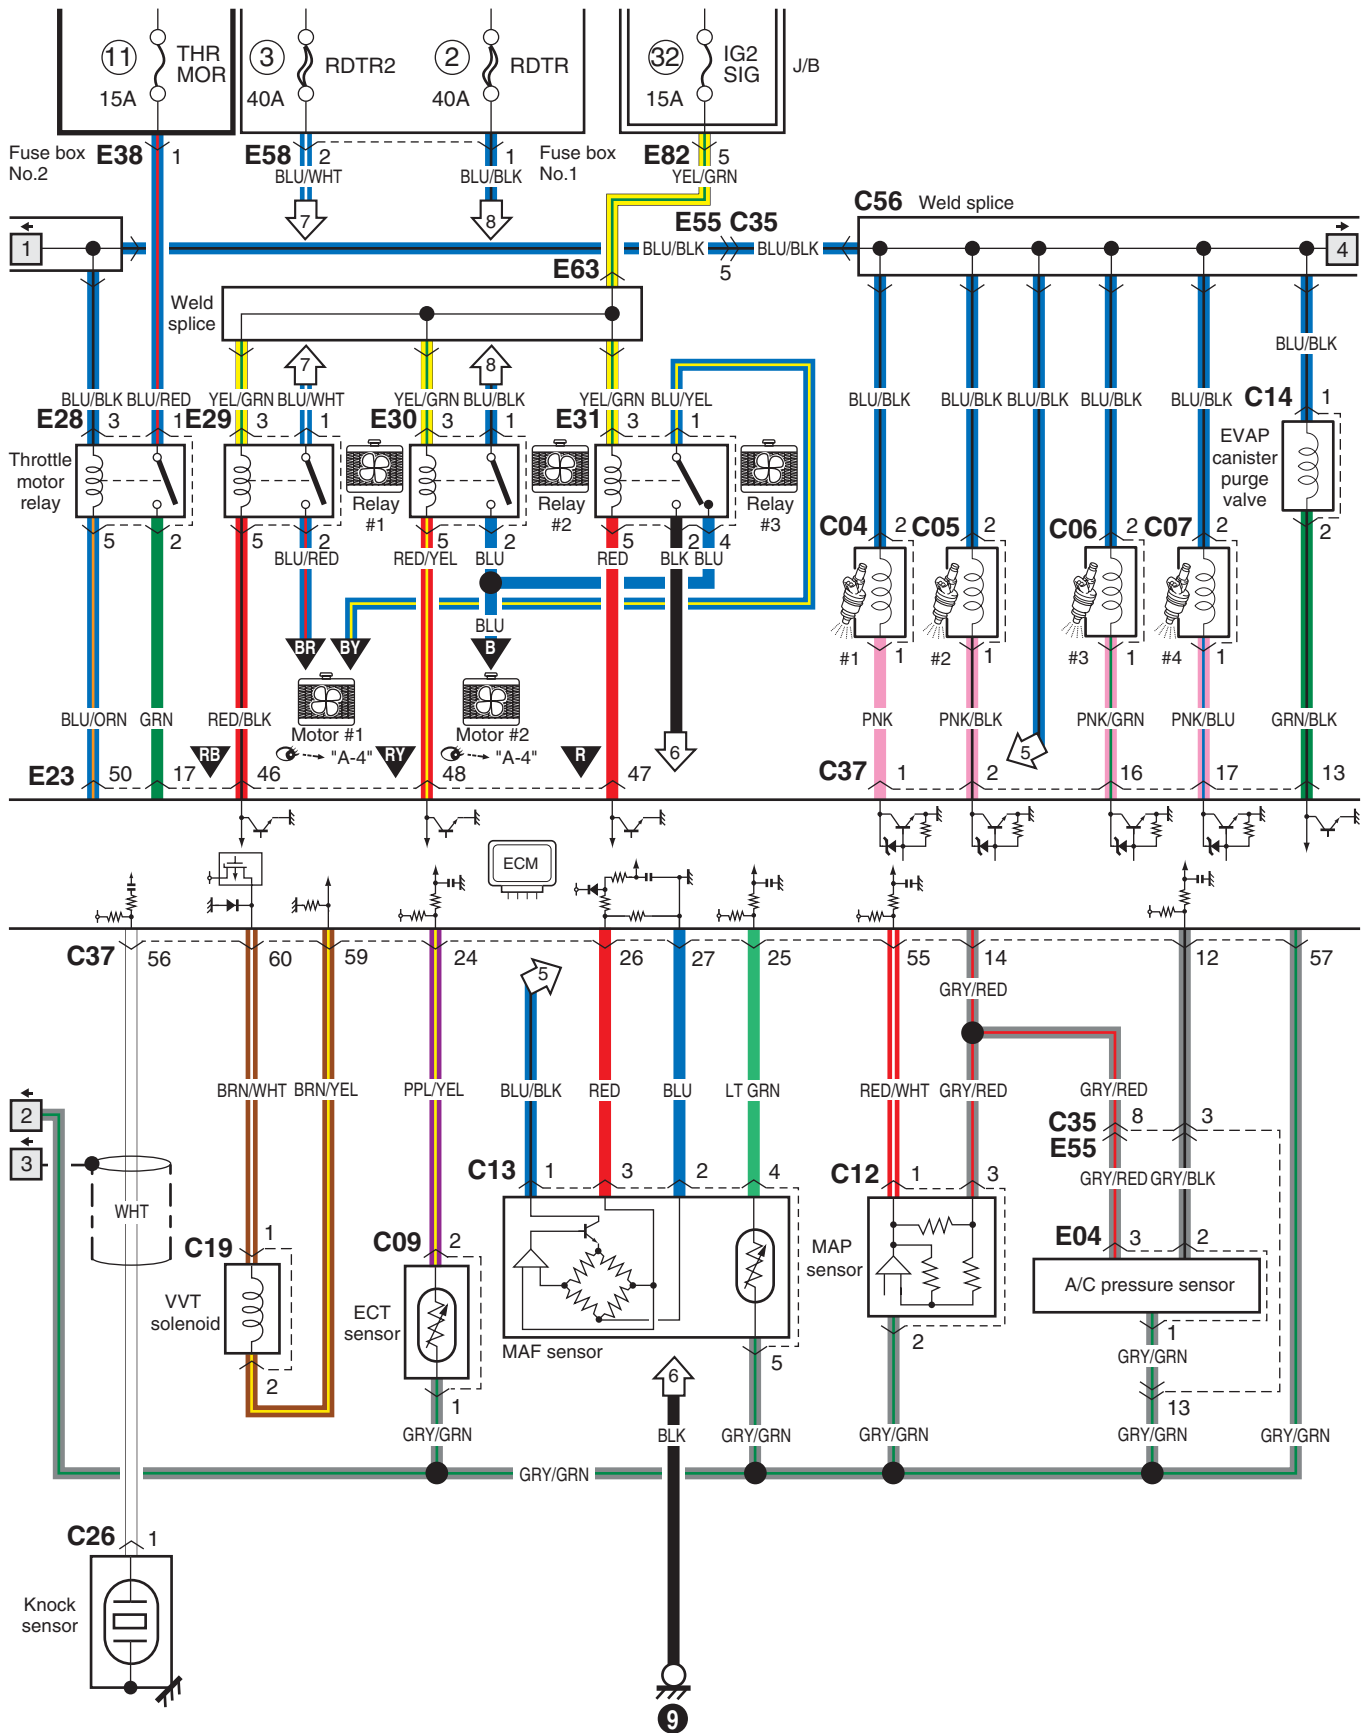 11 THR MOR 15A
3 RDTR2 40A
2 RDTR 40A
32 IG2 SIG 15A J/B
Fuse box No.2 E38 1
E58 2 1 Fuse box No.1
E82 5
BLU/WHT BLU/BLK YEL/GRN
7 8
C56 Weld splice
1 E55 C35 4
BLU/BLK BLU/BLK
5
E63
Weld splice
7 8
BLU/BLK
BLU/BLK BLU/RED YEL/GRN BLU/WHT YEL/GRN BLU/BLK YEL/GRN BLU/YEL BLU/BLK BLU/BLK BLU/BLK BLU/BLK BLU/BLK
E28 3 1 E29 3 1 E30 3 1 E31 3 1 C14 1
Throttle motor relay
Relay #1
Relay #2
Relay #3
EVAP canister purge valve
5 2 5 2 5 2 5 2 4 2
BLU/RED RED/YEL BLU RED BLK BLU
C04 2 C05 2 C06 2 C07 2
BLU
BR BY B
#1 1 #2 1 #3 1 #4 1
BLU/ORN GRN RED/BLK PNK PNK/BLK PNK/GRN PNK/BLU GRN/BLK
Motor #1 Motor #2
RB "A-4" RY "A-4" R 6 5
E23 50 17 46 48 47 C37 1 2 16 17 13
ECM
C37 56 60 59 24 26 27 25 55 14 12 57
5
GRY/RED
BRN/WHT BRN/YEL PPL/YEL BLU/BLK RED BLU LT GRN RED/WHT GRY/RED GRY/RED
2
3
C35 8 3
E55
WHT
C13 1 3 2 4 C12 1 3
GRY/RED GRY/BLK
C19 1 C09 2 E04 3 2
VVT solenoid
ECT sensor
MAF sensor
MAP sensor
A/C pressure sensor
2 1 5 2 1
6
GRY/GRN
13
GRY/GRN BLK GRY/GRN GRY/GRN GRY/GRN GRY/GRN
GRY/GRN
C26 1
Knock sensor
9